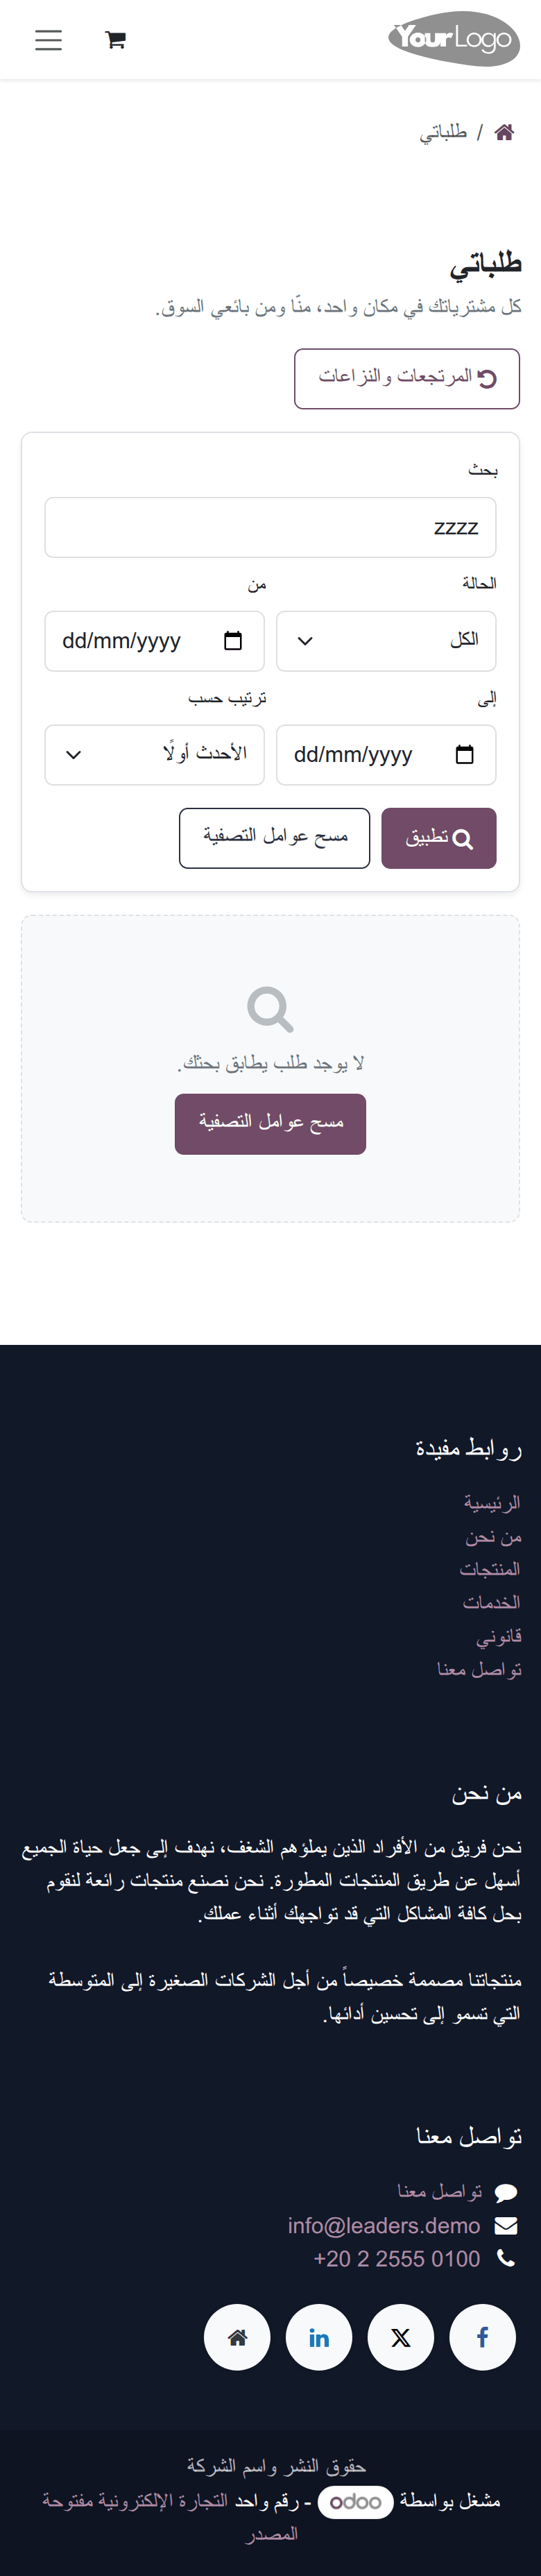 YourLogo
/ طلباتي
طلباتي
كل مشترياتك في مكان واحد، منّا ومن بائعي السوق.
المرتجعات والنزاعات
بحث
zzzz
الحالة من
الكل dd/mm/yyyy
إلى ترتيب حسب
dd/mm/yyyy الأحدث أولًا
تطبيق مسح عوامل التصفية
لا يوجد طلب يطابق بحثك.
مسح عوامل التصفية
روابط مفيدة
الرئيسية
من نحن
المنتجات
الخدمات
قانوني
تواصل معنا
من نحن
نحن فريق من الأفراد الذين يملؤهم الشغف، نهدف إلى جعل حياة الجميع
أسهل عن طريق المنتجات المطورة. نحن نصنع منتجات رائعة لنقوم
بحل كافة المشاكل التي قد تواجهك أثناء عملك.
منتجاتنا مصممة خصيصاً من أجل الشركات الصغيرة إلى المتوسطة
التي تسمو إلى تحسين أدائها.
تواصل معنا
تواصل معنا
info@leaders.demo
+20 2 2555 0100
حقوق النشر واسم الشركة
مشغل بواسطة odoo - رقم واحد التجارة الإلكترونية مفتوحة
المصدر